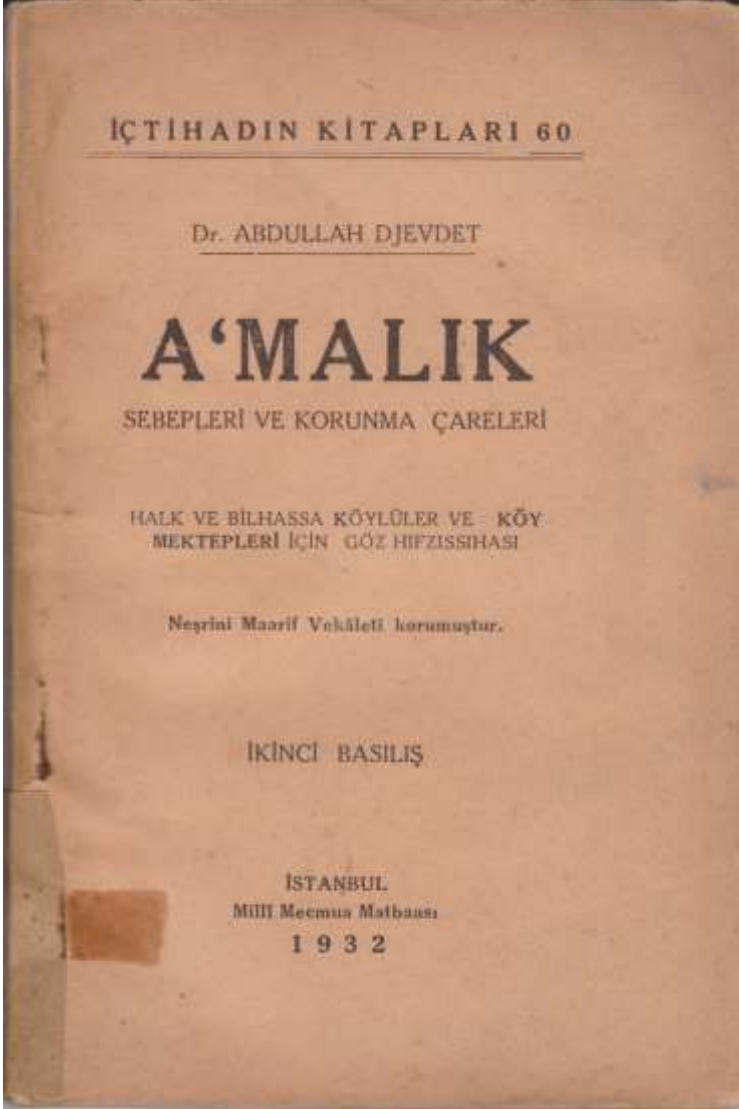 İÇTİHADIN KİTAPLARI 60
Dr. ABDULLAH DJEVDET
A‘MALIK
SEBEPLERİ VE KORUNMA ÇARELERİ
HALK VE BİLHASSA KÖYLÜLER VE KÖY
MEKTEPLERİ İÇİN GÖZ HIFZISSIHASI
Neşrini Maarif Vekâleti korumuştur.
İKİNCİ BASILIŞ
İSTANBUL
Millî Mecmua Matbaası
1932